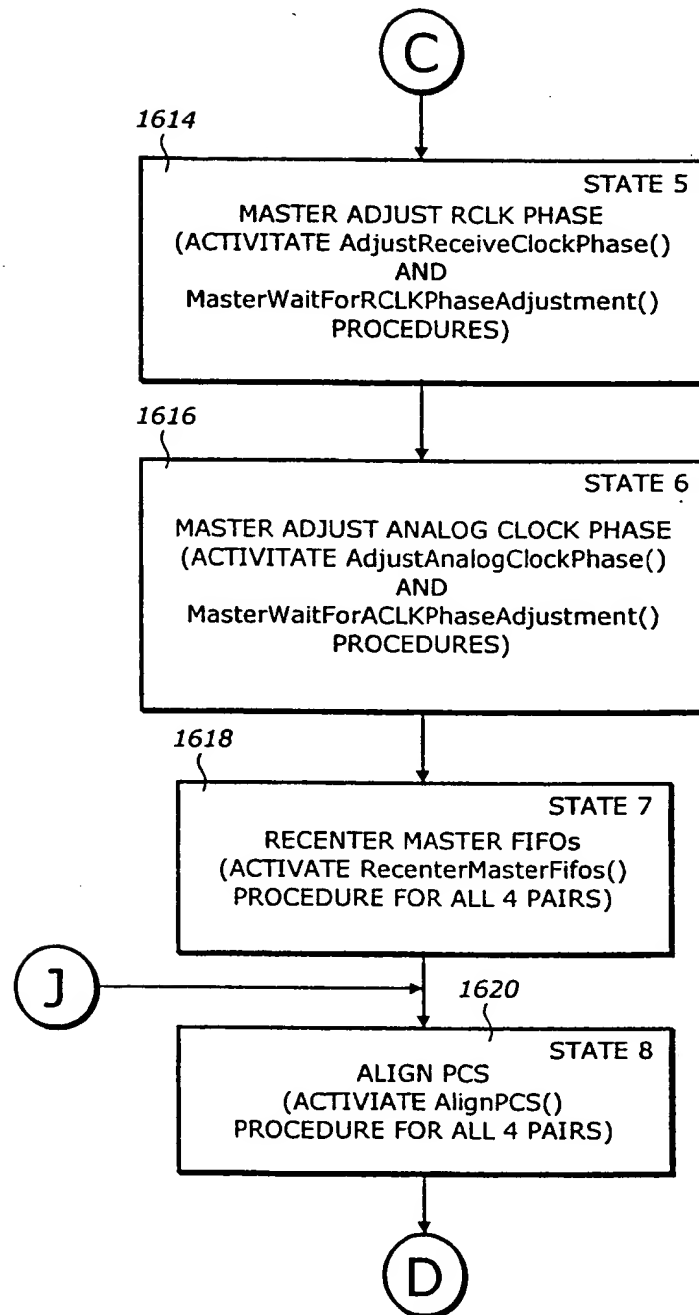 C
1614
STATE 5
MASTER ADJUST RCLK PHASE
(ACTIVITATE AdjustReceiveClockPhase()
AND
MasterWaitForRCLKPhaseAdjustment()
PROCEDURES)
1616
STATE 6
MASTER ADJUST ANALOG CLOCK PHASE
(ACTIVITATE AdjustAnalogClockPhase()
AND
MasterWaitForACLKPhaseAdjustment()
PROCEDURES)
1618
STATE 7
RECENTER MASTER FIFOs
(ACTIVATE RecenterMasterFifos()
PROCEDURE FOR ALL 4 PAIRS)
J
1620
STATE 8
ALIGN PCS
(ACTIVIATE AlignPCS()
PROCEDURE FOR ALL 4 PAIRS)
D